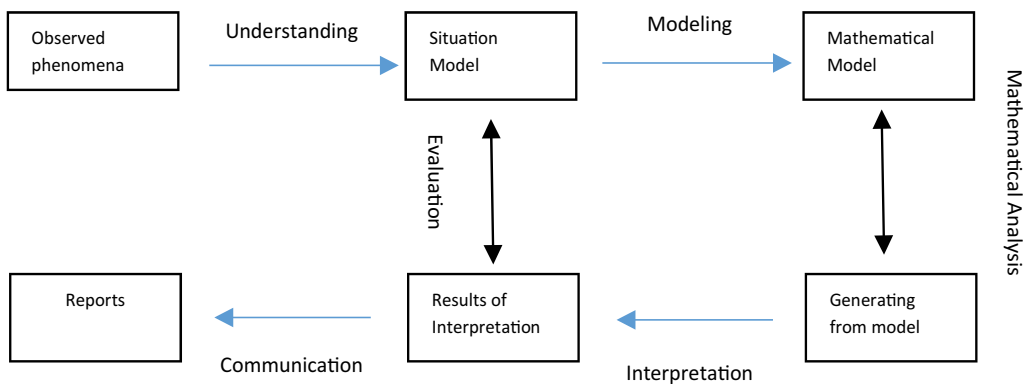 Observed
phenomena
Understanding
Situation
Model
Modeling
Mathematical
Model
Mathematical Analysis
Evaluation
Reports
Communication
Results of
Interpretation
Interpretation
Generating
from model